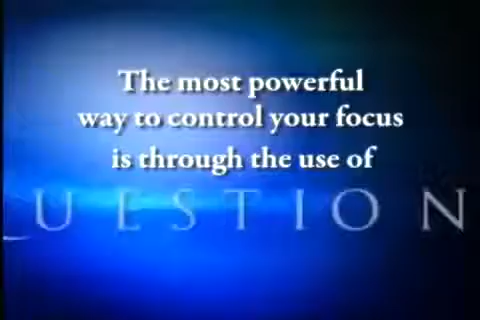 The most powerful
way to control your focus
is through the use of
UESTION